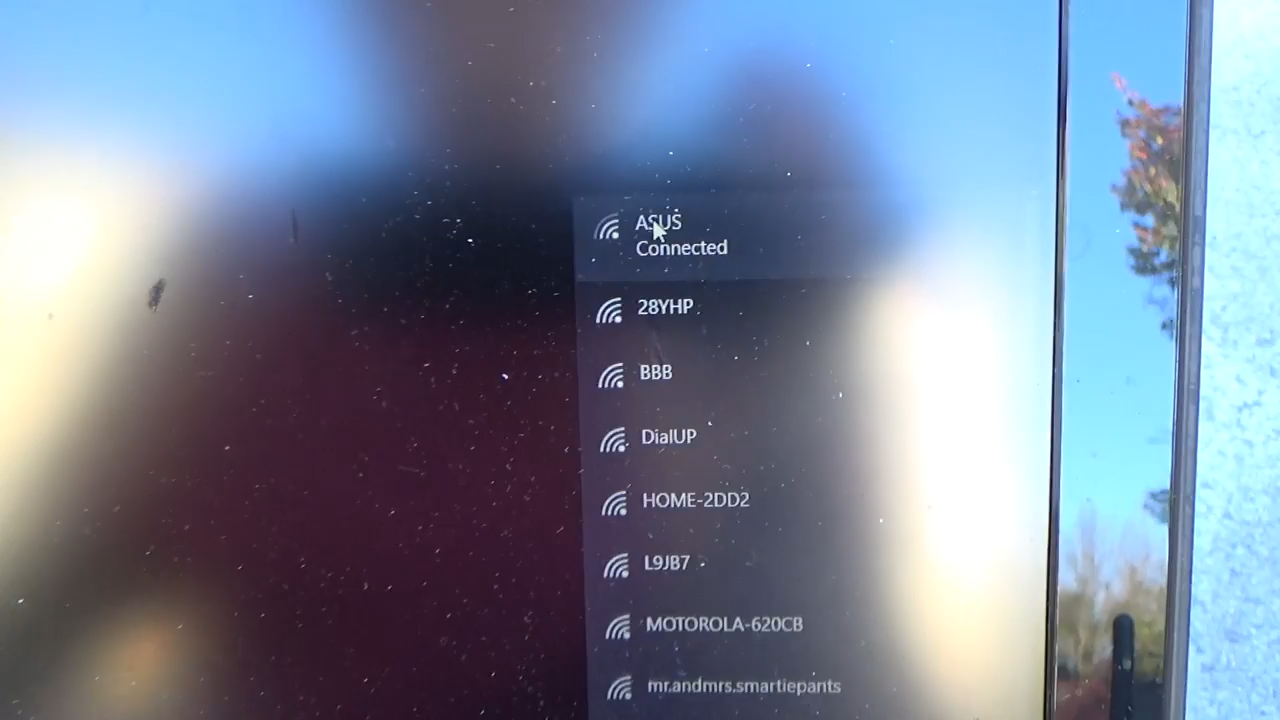 ASUS
Connected
28YHP
BBB
DialUP
HOME-2DD2
L9JB7
MOTOROLA-620CB
mr.andmrs.smartiepants